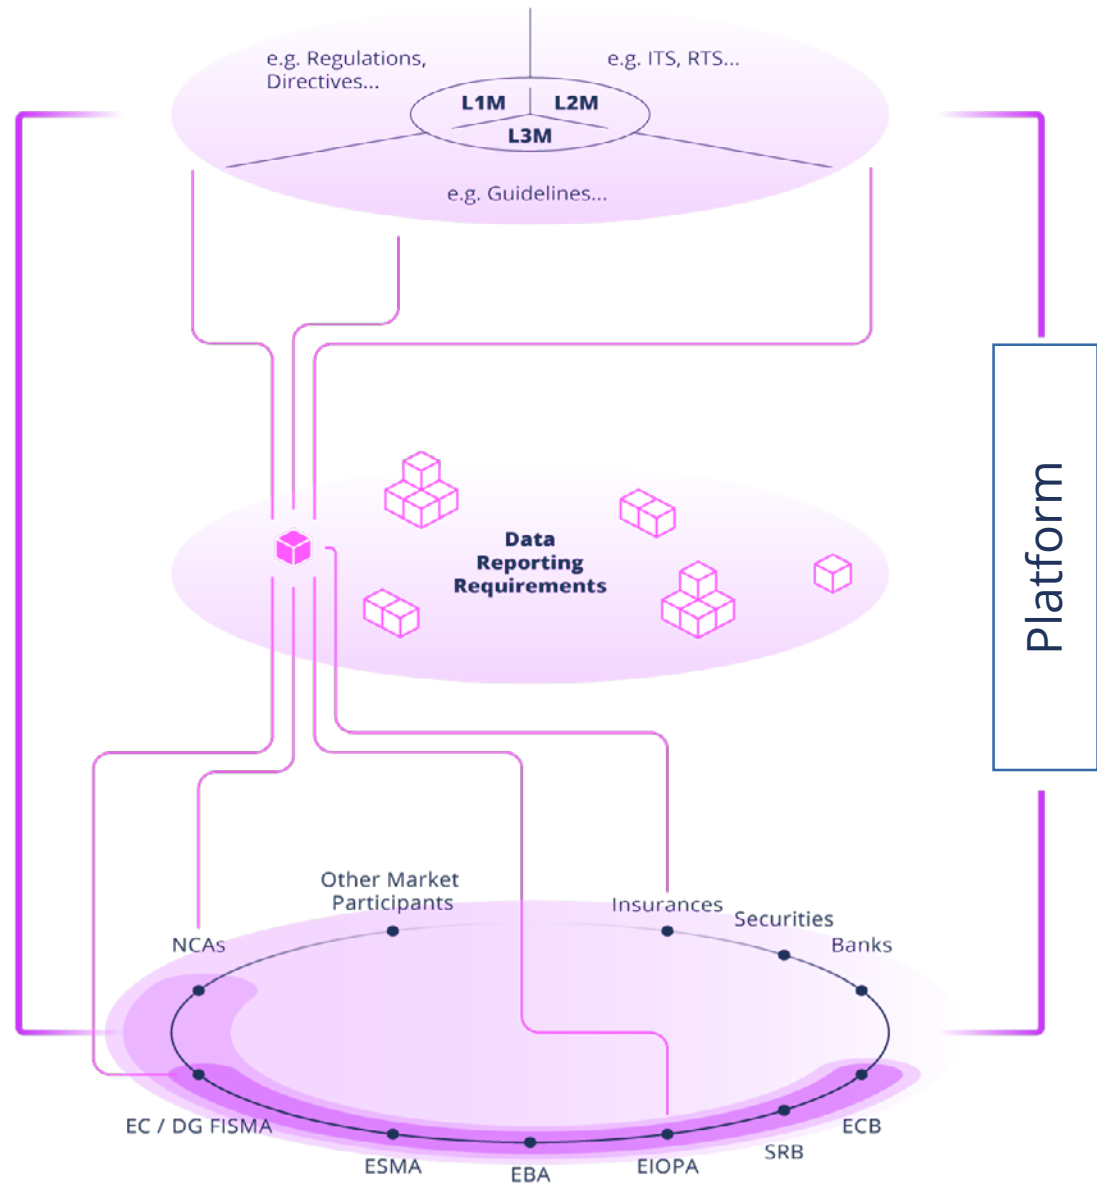 e.g. Regulations,
Directives...
e.g. ITS, RTS...
L1M
L2M
L3M
e.g. Guidelines...
Data
Reporting
Requirements
Platform
Other Market
Participants
Insurances
Securities
NCAs
Banks
EC / DG FISMA
ESMA
EBA
EIOPA
SRB
ECB